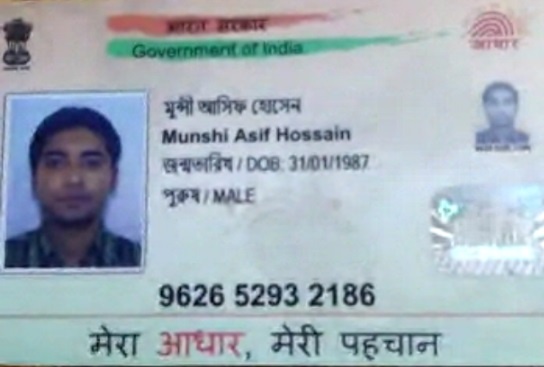 भारत सरकार
Government of India
आधार
মুন্সী আসিফ হোসেন
Munshi Asif Hossain
জন্মতারিখ / DOB: 31/01/1987
পুরুষ / MALE
9626 5293 2186
मेरा आधार, मेरी पहचान